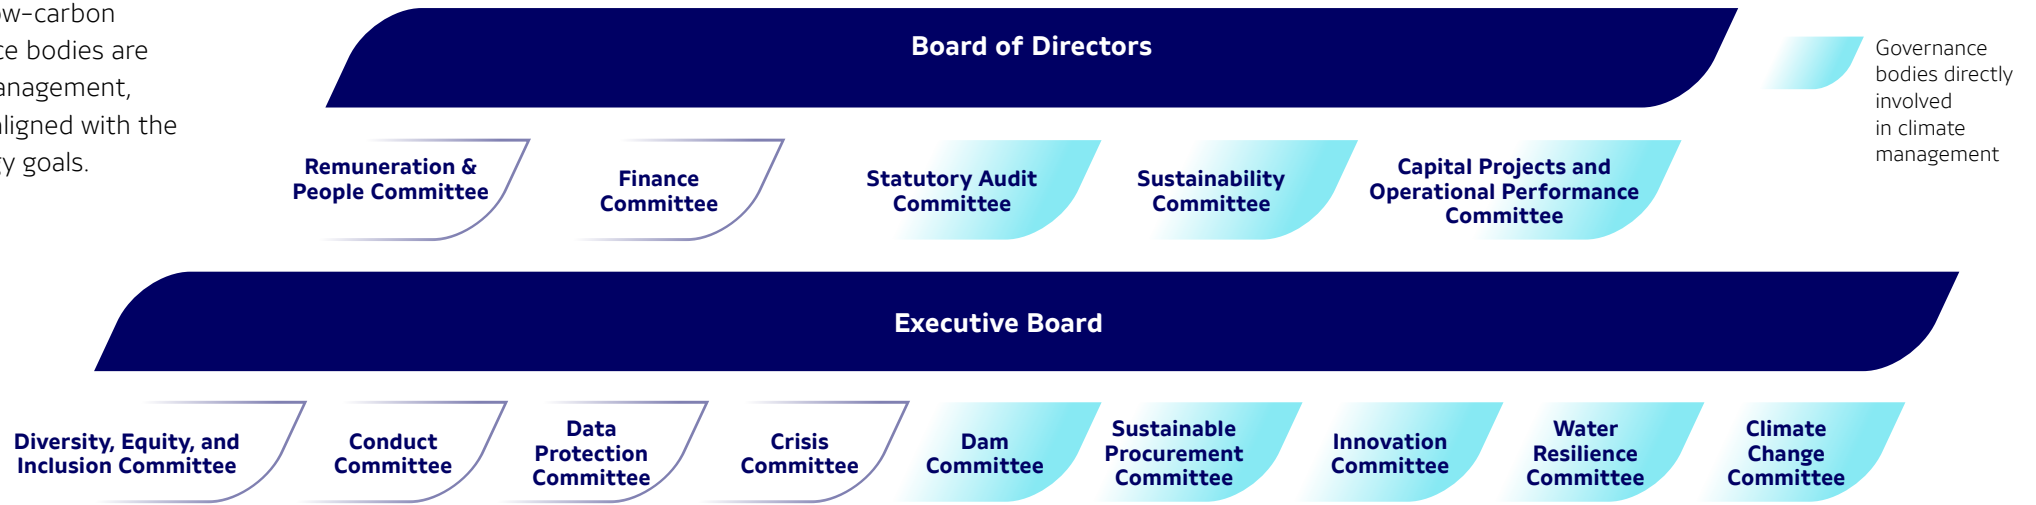 low-carbon
bodies are
aligned with the
goals.
Board of Directors
Governance
bodies directly
involved
in climate
management
Remuneration &
People Committee
Finance
Committee
Statutory Audit
Committee
Sustainability
Committee
Capital Projects and
Operational Performance
Committee
Executive Board
Diversity, Equity, and
Inclusion Committee
Conduct
Committee
Data
Protection
Committee
Crisis
Committee
Dam
Committee
Sustainable
Procurement
Committee
Innovation
Committee
Water
Resilience
Committee
Climate
Change
Committee